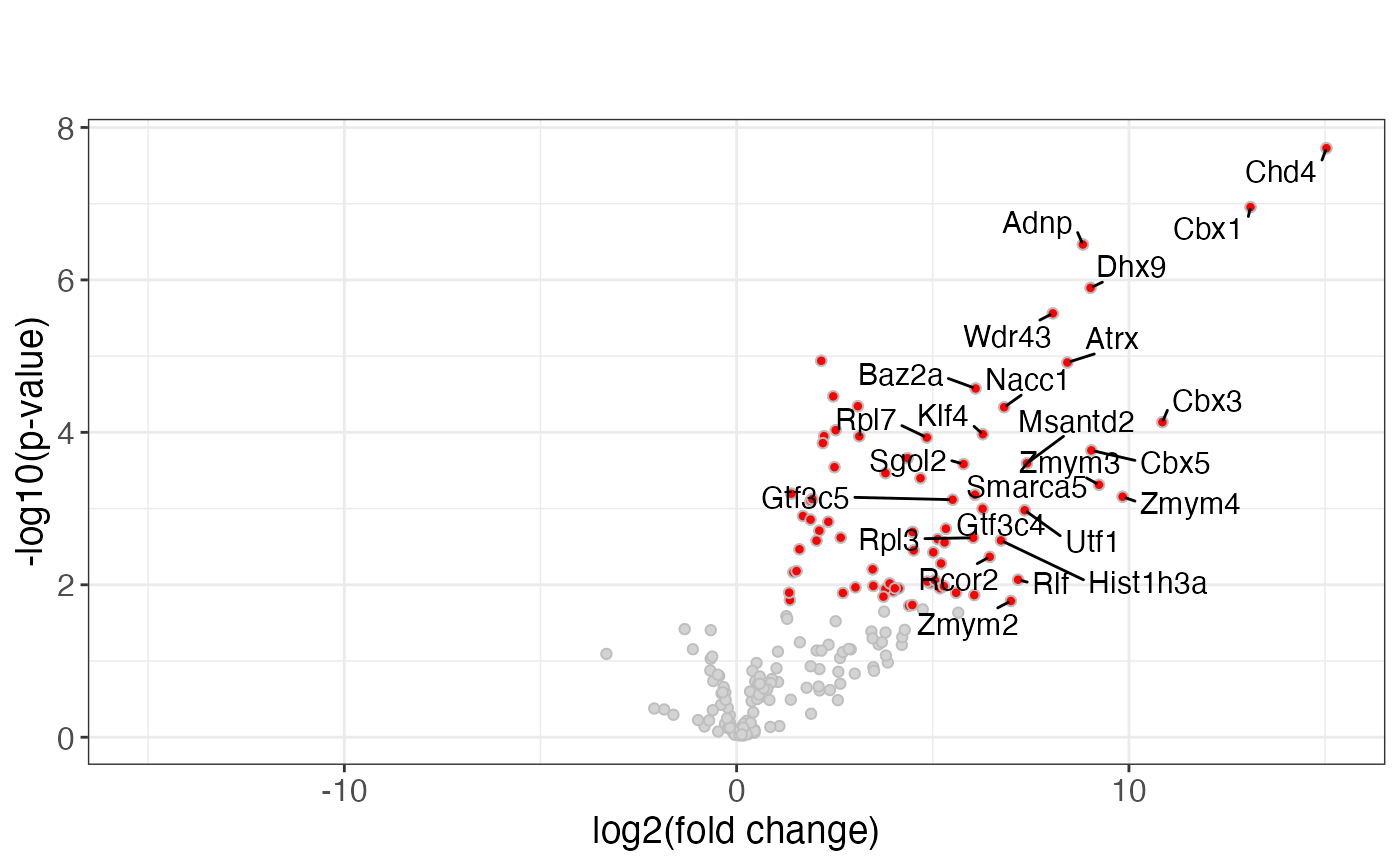 8
Chd4
Adnp
Cbx1
Dhx9
6
Wdr43
Atrx
Baz2a
Nacc1
Cbx3
Rpl7
Klf4
Msantd2
4
Sgol2
Zmym3
Cbx5
Gtf3c5
Smarca5
Zmym4
Gtf3c4
Rpl3
Utf1
Rcor2
Rlf
Hist1h3a
2
Zmym2
0
-log10(p-value)
-10
0
10
log2(fold change)